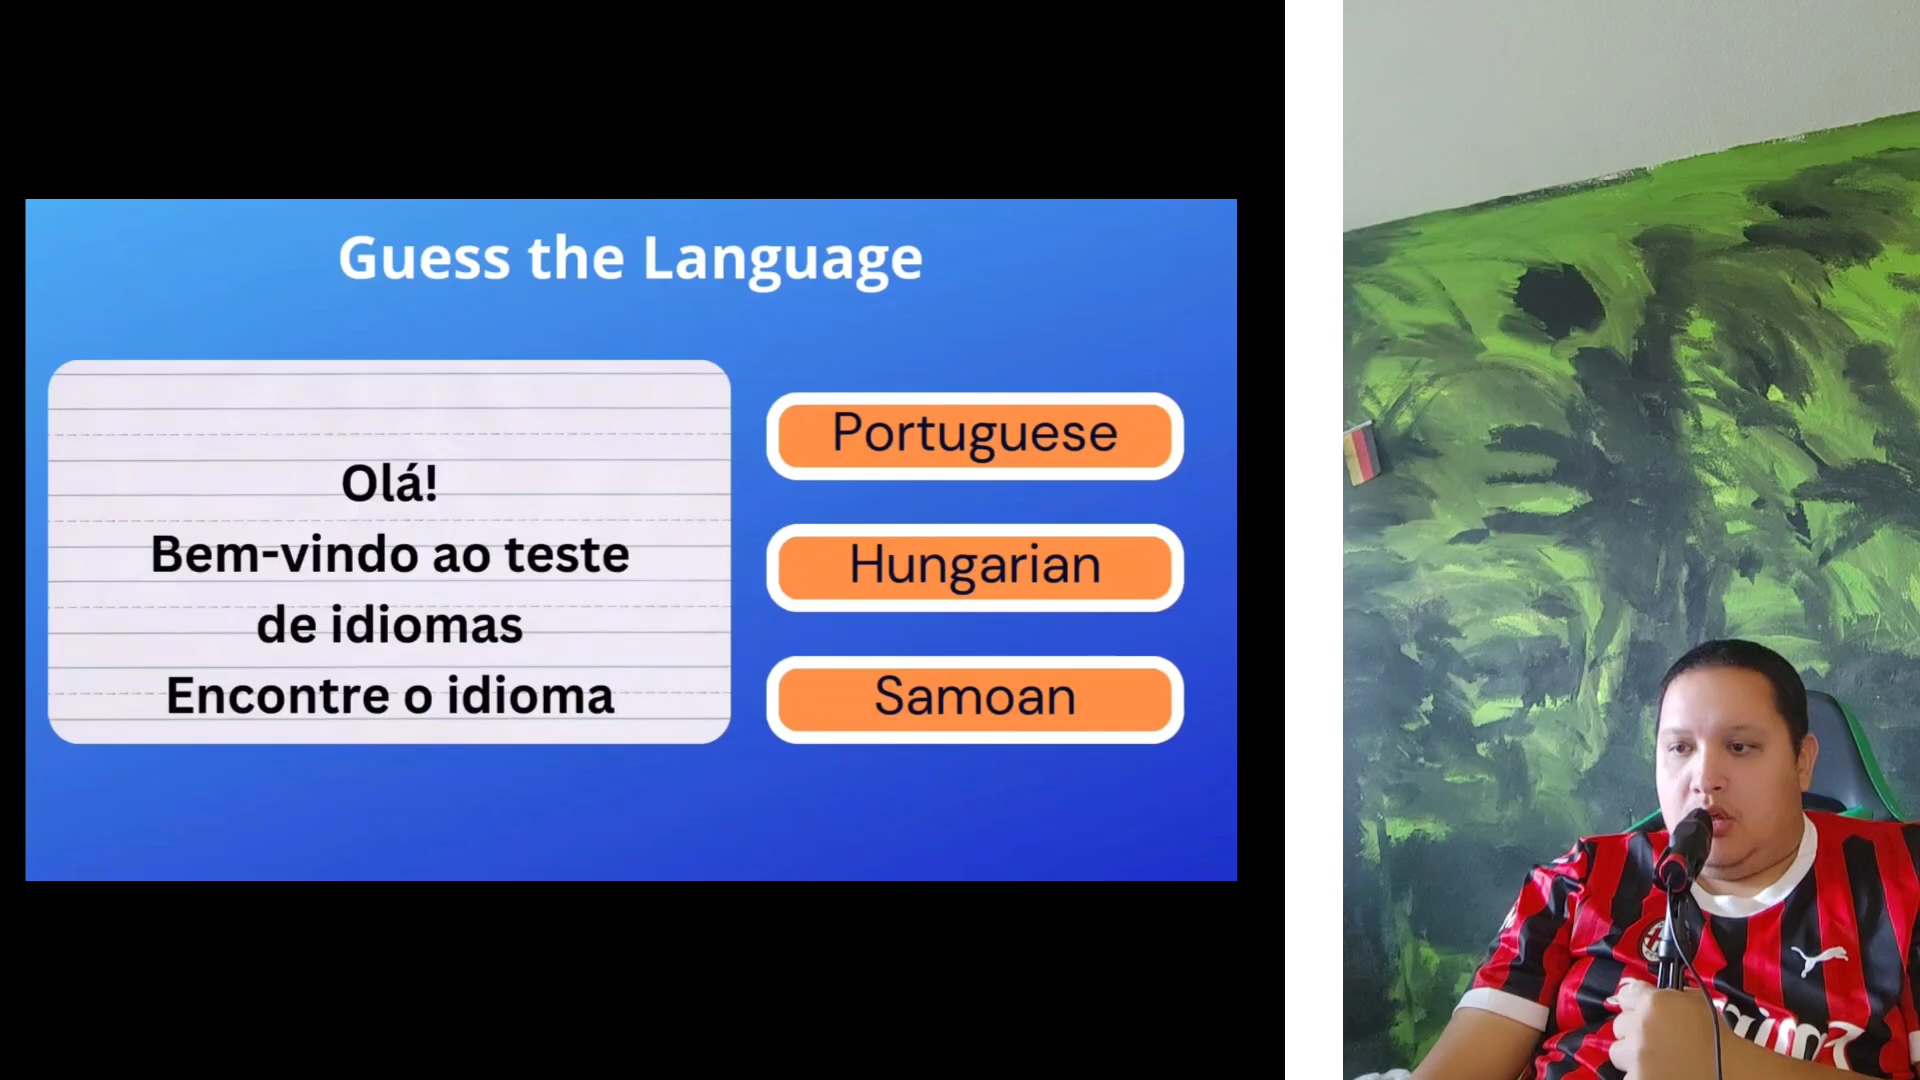 Guess the Language
Olá!
Bem-vindo ao teste
de idiomas
Encontre o idioma
Portuguese
Hungarian
Samoan